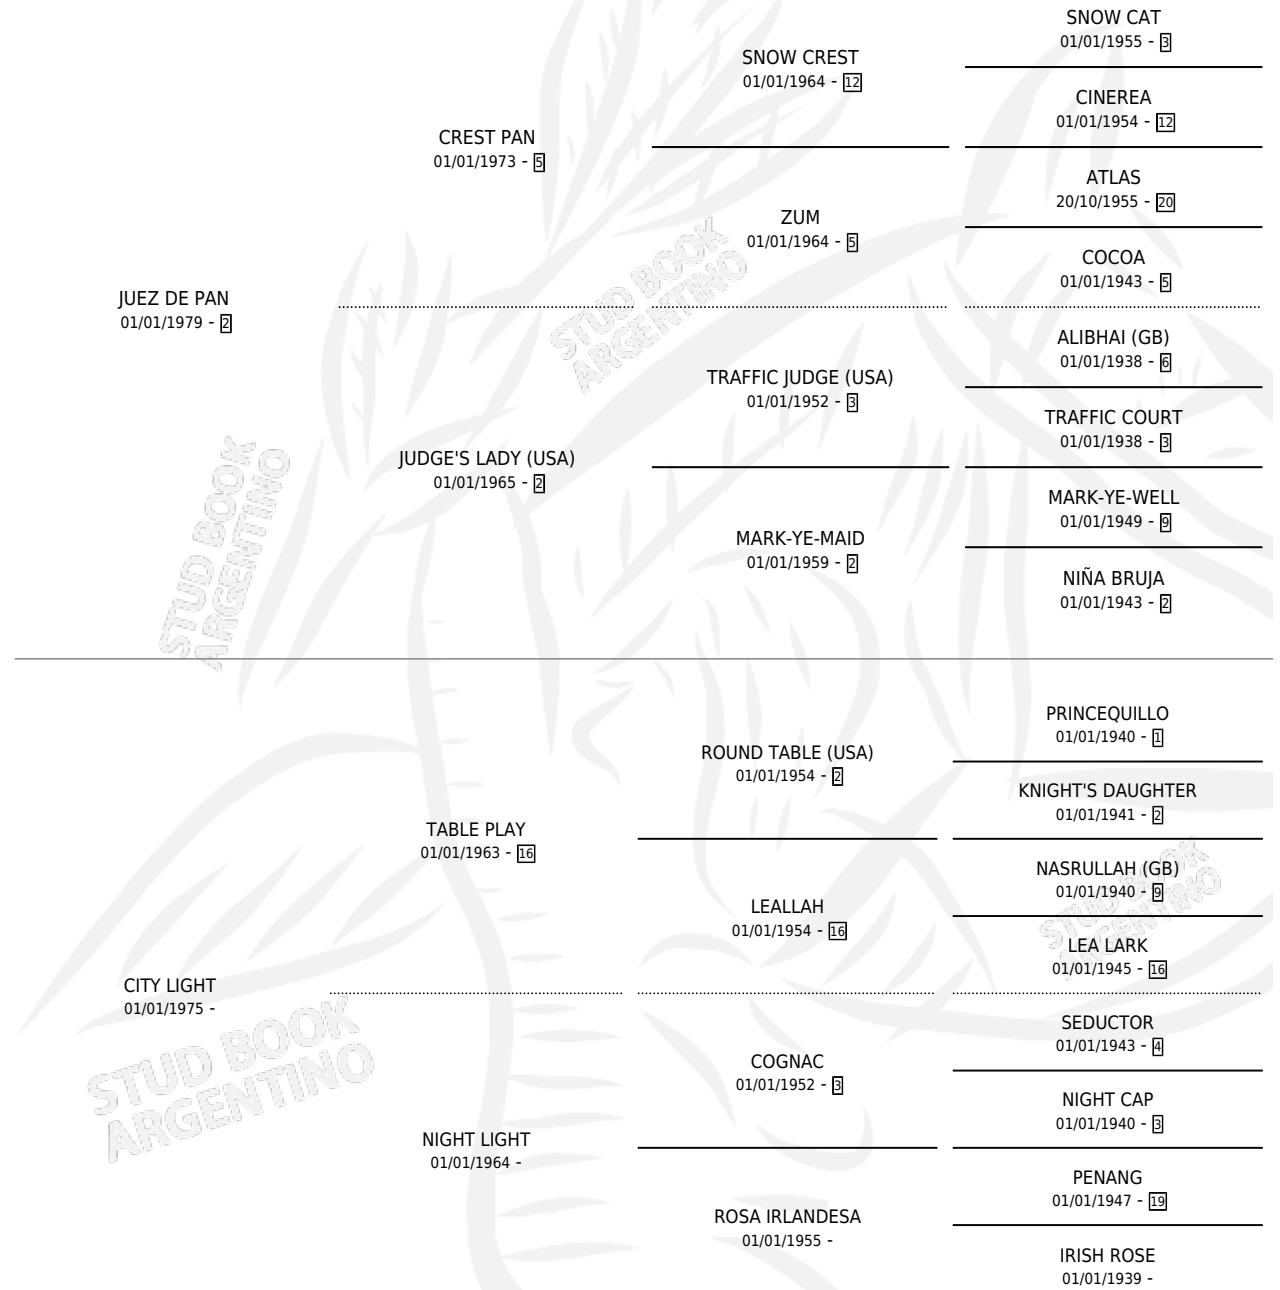 SNOW CAT
01/01/1955 - 3
SNOW CREST
01/01/1964 - 12
CINEREA
01/01/1954 - 12
CREST PAN
01/01/1973 - 5
ATLAS
20/10/1955 - 20
ZUM
01/01/1964 - 5
COCOA
01/01/1943 - 5
JUEZ DE PAN
01/01/1979 - 2
STUD BOOK
ARGENTINO
ALIBHAI (GB)
01/01/1938 - 6
TRAFFIC JUDGE (USA)
01/01/1952 - 3
TRAFFIC COURT
01/01/1938 - 3
JUDGE'S LADY (USA)
01/01/1965 - 2
MARK-YE-WELL
01/01/1949 - 9
MARK-YE-MAID
01/01/1959 - 2
NIÑA BRUJA
01/01/1943 - 2
STUD BOOK
ARGENTINO
PRINCEQUILLO
01/01/1940 - 1
ROUND TABLE (USA)
01/01/1954 - 2
KNIGHT'S DAUGHTER
01/01/1941 - 2
TABLE PLAY
01/01/1963 - 16
NASRULLAH (GB)
01/01/1940 - 9
LEALLAH
01/01/1954 - 16
STUD BOOK
ARGENTINO
LEA LARK
01/01/1945 - 16
CITY LIGHT
01/01/1975 -
STUD BOOK
ARGENTINO
SEDUCTOR
01/01/1943 - 4
COGNAC
01/01/1952 - 3
NIGHT CAP
01/01/1940 - 3
NIGHT LIGHT
01/01/1964 -
PENANG
01/01/1947 - 19
ROSA IRLANDESA
01/01/1955 -
IRISH ROSE
01/01/1939 -